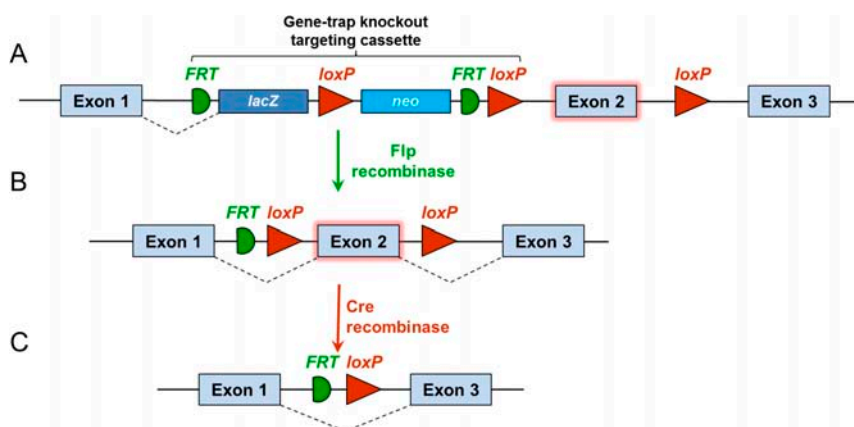 Gene-trap knockout
targeting cassette
A
FRT
loxP
FRT
loxP
loxP
Exon 1
lacZ
neo
Exon 2
Exon 3
Flp
recombinase
B
FRT
loxP
loxP
Exon 1
Exon 2
Exon 3
Cre
recombinase
C
FRT
loxP
Exon 1
Exon 3